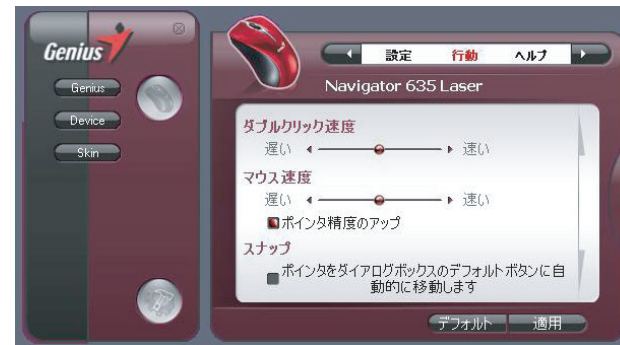 Genius
Genius
Device
Skin
設定 行動 ヘルプ
Navigator 635 Laser
ダブルクリック速度
遅い 速い
マウス速度
遅い 速い
ポインタ精度のアップ
スナップ
ポインタをダイアログボックスのデフォルトボタンに自
動的に移動します
デフォルト 適用